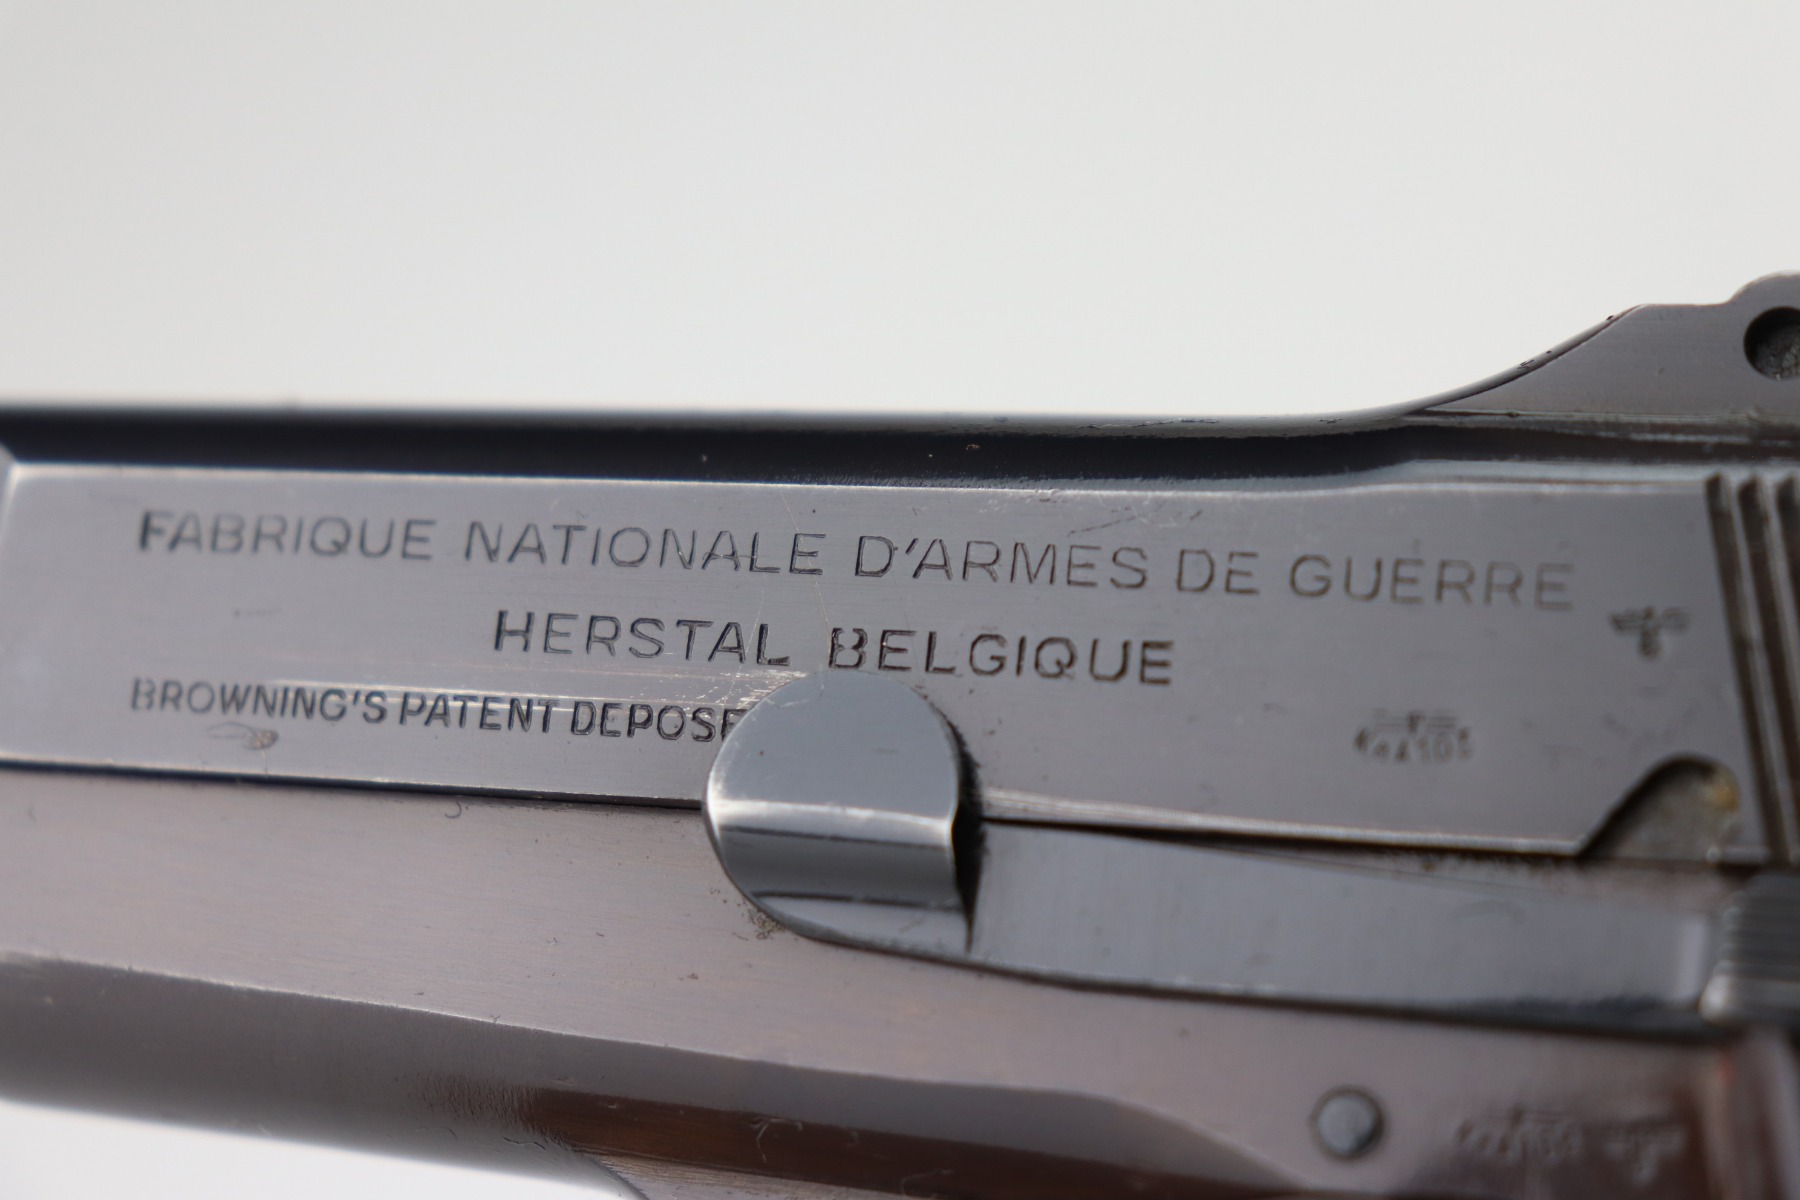 FABRIQUE NATIONALE D'ARMES DE GUERRE
HERSTAL BELGIQUE
BROWNING'S PATENT DEPOSE